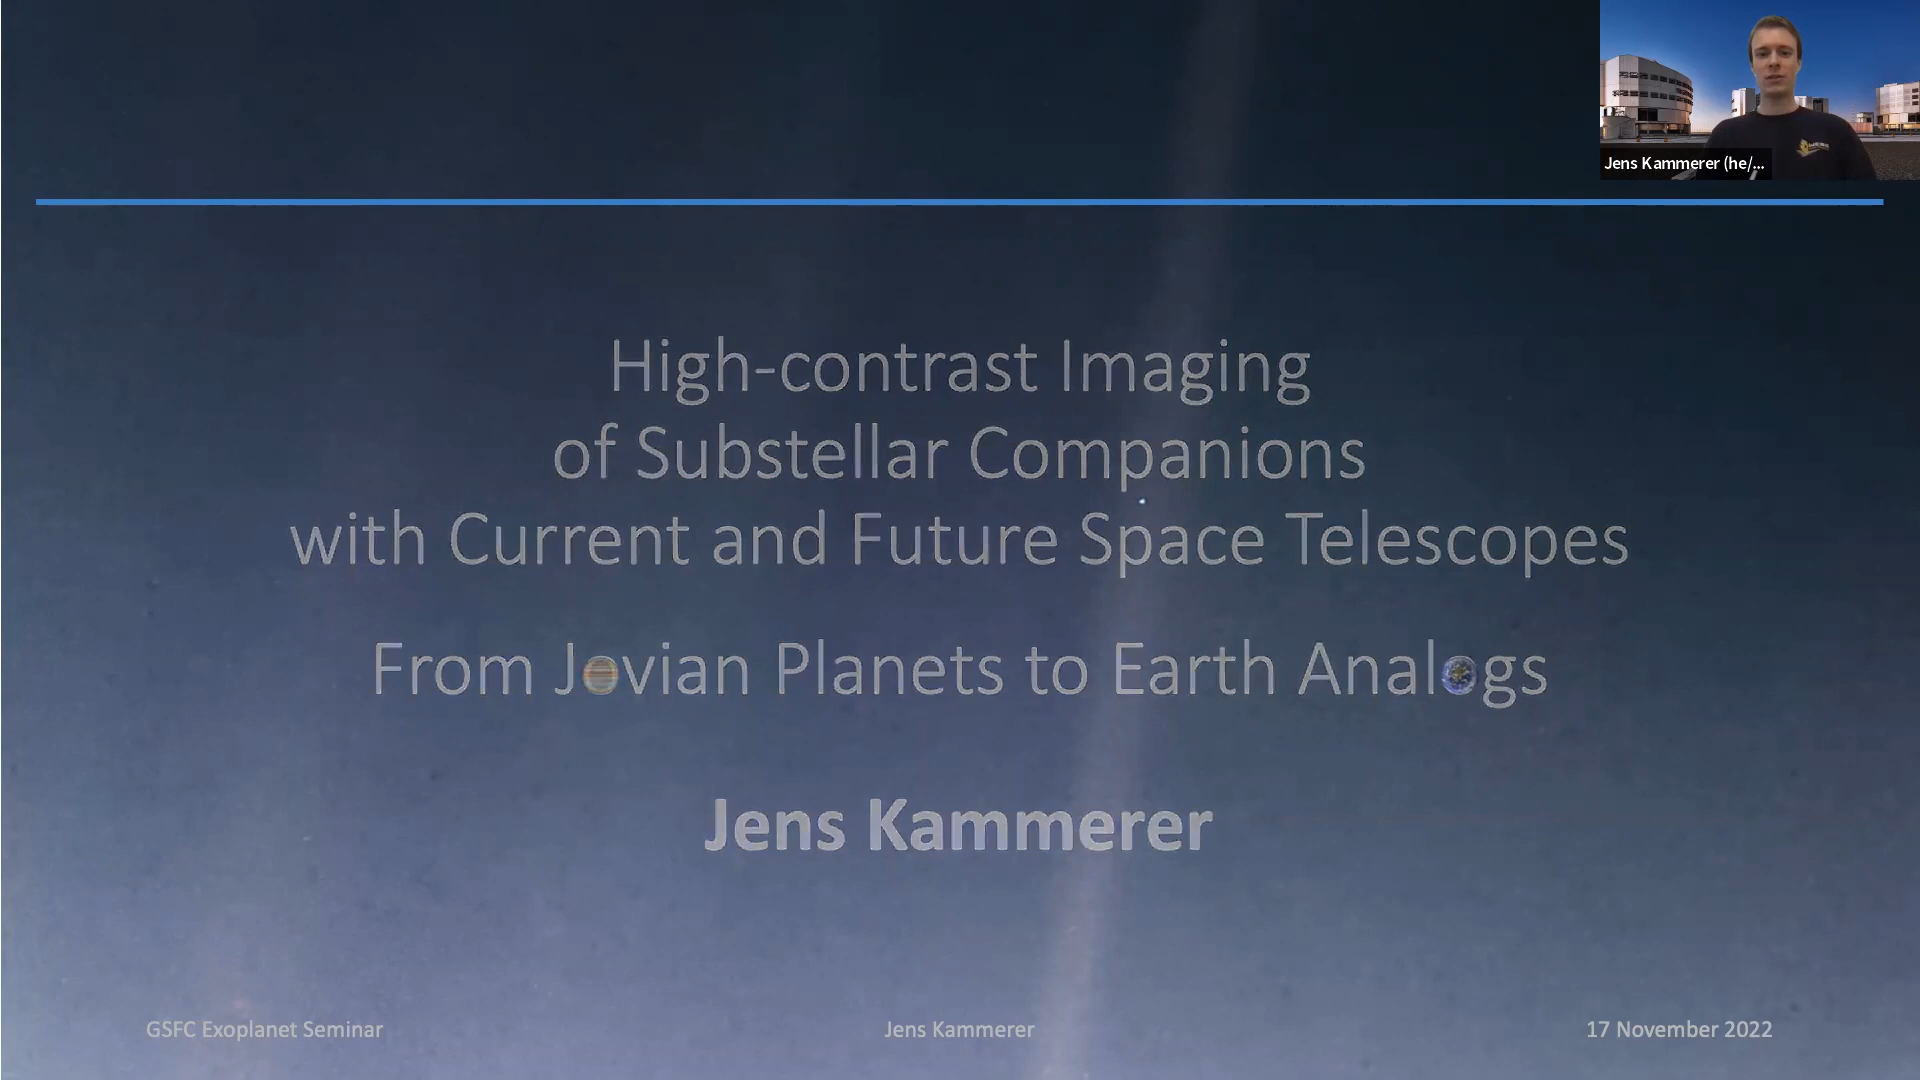 Jens Kammerer (he/...
High-contrast Imaging
of Substellar Companions
with Current and Future Space Telescopes
From Jovian Planets to Earth Analogs
Jens Kammerer
GSFC Exoplanet Seminar
Jens Kammerer
17 November 2022